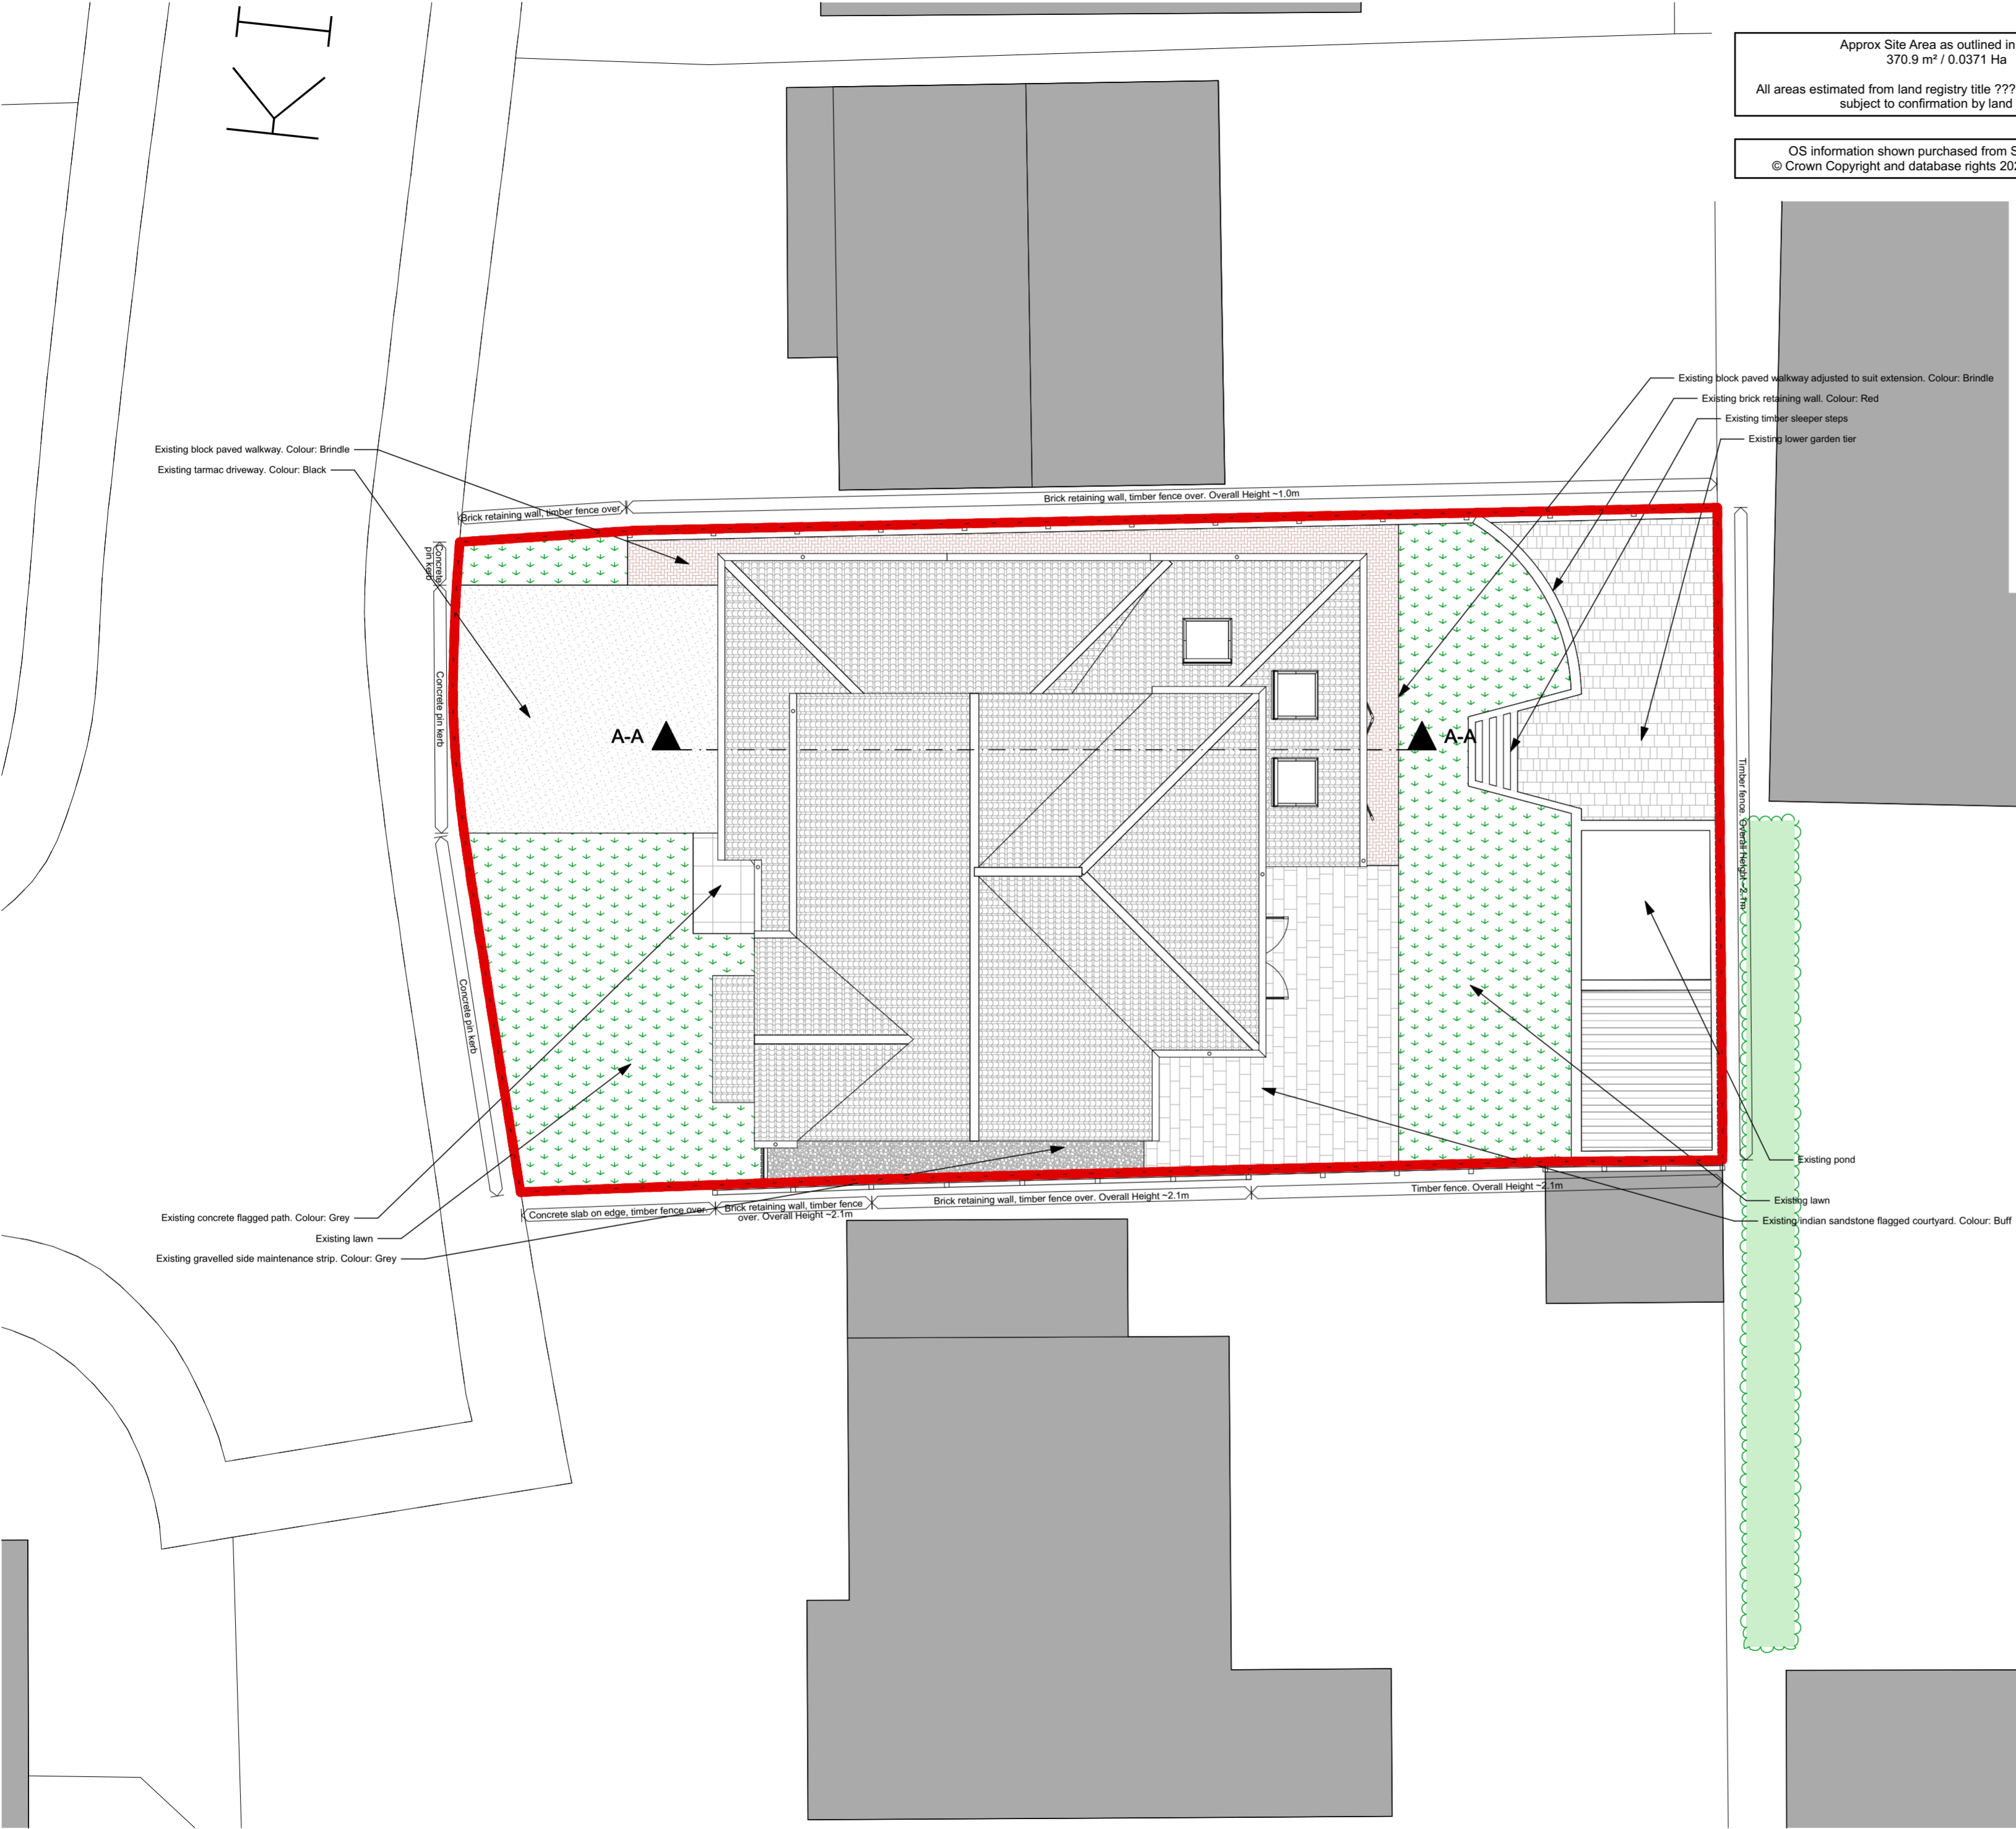 KI
Approx Site Area as outlined in
370.9 m² / 0.0371 Ha
All areas estimated from land registry title ???
subject to confirmation by land
OS information shown purchased from S
© Crown Copyright and database rights 202
Existing block paved walkway adjusted to suit extension. Colour: Brindle
Existing brick retaining wall. Colour: Red
Existing timber sleeper steps
Existing lower garden tier
Existing block paved walkway. Colour: Brindle
Existing tarmac driveway. Colour: Black
Brick retaining wall, timber fence over
Brick retaining wall, timber fence over. Overall Height ~1.0m
Concrete
pin kerb
Concrete pin kerb
Concrete pin kerb
A-A
A-A
Timber fence. Overall Height ~2.1m
Existing pond
Existing lawn
Existing indian sandstone flagged courtyard. Colour: Buff
Timber fence. Overall Height ~2.1m
Brick retaining wall, timber fence over. Overall Height ~2.1m
Brick retaining wall, timber fence
over. Overall Height ~2.1m
Concrete slab on edge, timber fence over.
Existing concrete flagged path. Colour: Grey
Existing lawn
Existing gravelled side maintenance strip. Colour: Grey